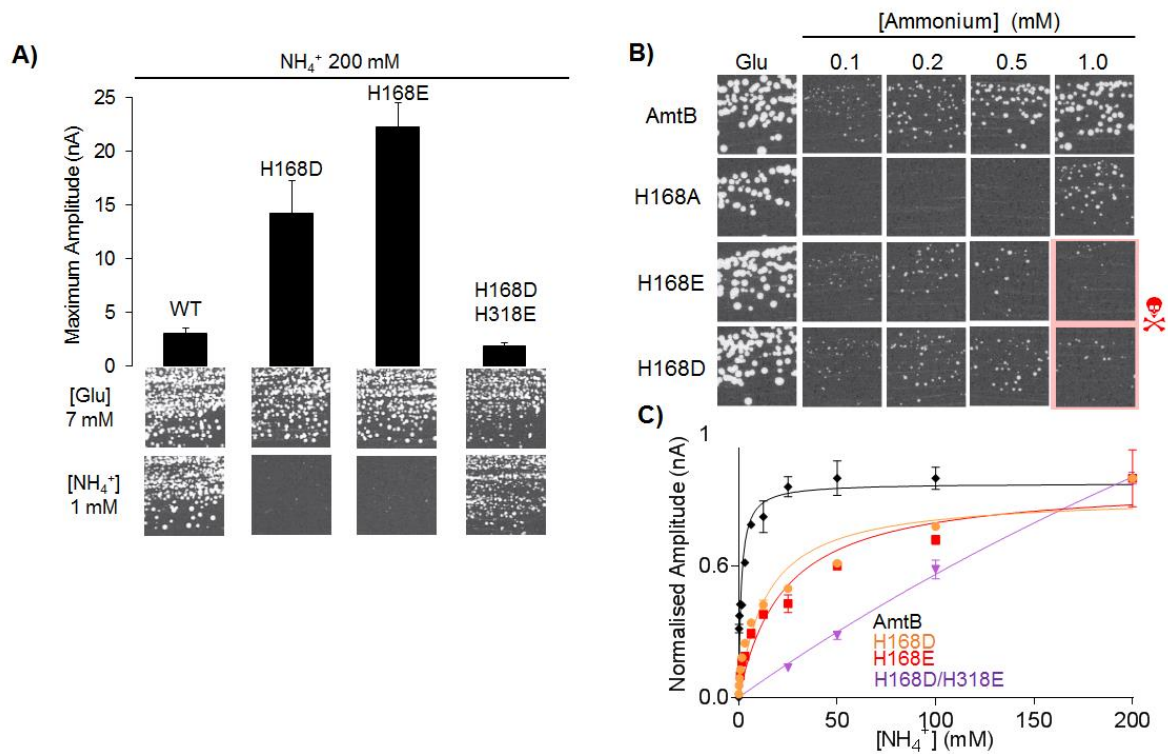 A)
NH₄⁺ 200 mM
Maximum Amplitude (nA)
25
20
15
10
5
0
WT
H168D
H168E
H168D
H318E
[Glu]
7 mM
[NH₄⁺]
1 mM
B)
[Ammonium] (mM)
Glu 0.1 0.2 0.5 1.0
AmtB
H168A
H168E
H168D
C)
Normalised Amplitude (nA)
1
0.6
0.0
AmtB
H168D
H168E
H168D/H318E
0 50 100 150 200
[NH₄⁺] (mM)